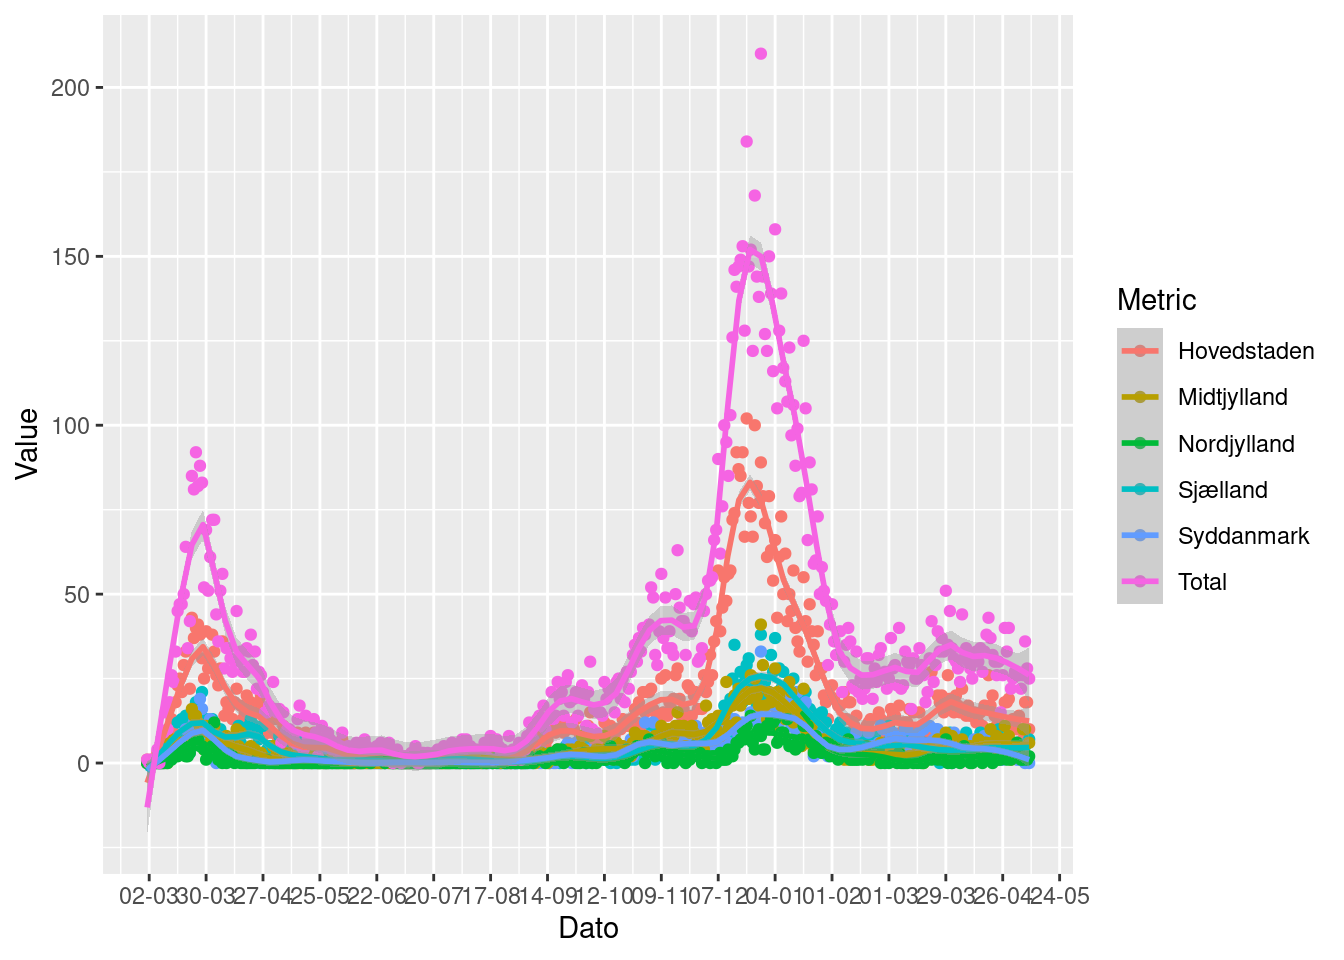 200
150
100
50
0
Value
02-03 30-03 27-04 25-05 22-06 20-07 17-08 14-09 12-10 09-11 07-12 04-01 01-02 01-03 29-03 26-04 24-05
Dato
Metric
Hovedstaden
Midtjylland
Nordjylland
Sjælland
Syddanmark
Total